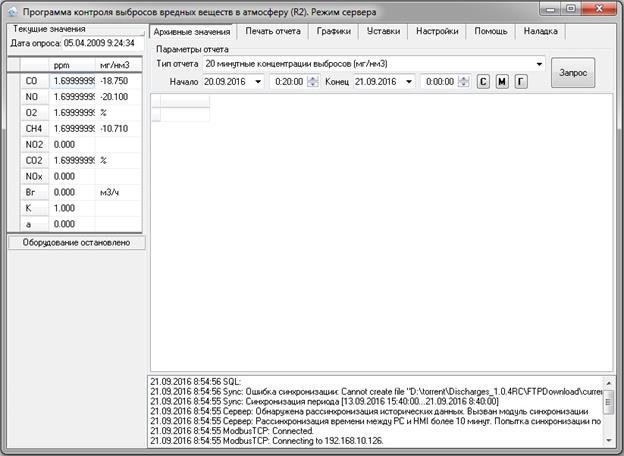 Программа контроля выбросов вредных веществ в атмосферу (R2). Режим сервера
Текущие значения
Дата опроса: 05.04.2009 9:24:34
ppm мг/нм3
CO 1.69999999 -18.750
NO 1.69999999 -20.100
O2 1.69999999 %
CH4 1.69999999 -10.710
NO2 0.000
CO2 1.69999999 %
NOx 0.000
Вг 0.000 м3/ч
K 1.000
a 0.000
Оборудование остановлено
Архивные значения Печать отчета Графики Уставки Настройки Помощь Наладка
Параметры отчета
Тип отчета 20 минутные концентрации выбросов (мг/нм3)
Начало 20.09.2016 0:20:00 Конец 21.09.2016 0:00:00 С М Г
Запрос
21.09.2016 8:54:56 SQL:
21.09.2016 8:54:56 Sync: Ошибка синхронизации: Cannot create file "D:\torrent\Discharges_1.0.4RC\FTPDownload\curren
21.09.2016 8:54:55 Sync: Синхронизация периода [13.09.2016 15:40:00...21.09.2016 8:40:00]
21.09.2016 8:54:55 Сервер: Обнаружена рассинхронизация исторических данных. Вызван модуль синхронизации
21.09.2016 8:54:55 Сервер: Рассинхронизация времени между PC и HMI более 10 минут. Попытка синхронизации по
21.09.2016 8:54:55 ModbusTCP: Connected.
21.09.2016 8:54:55 ModbusTCP: Connecting to 192.168.10.126.